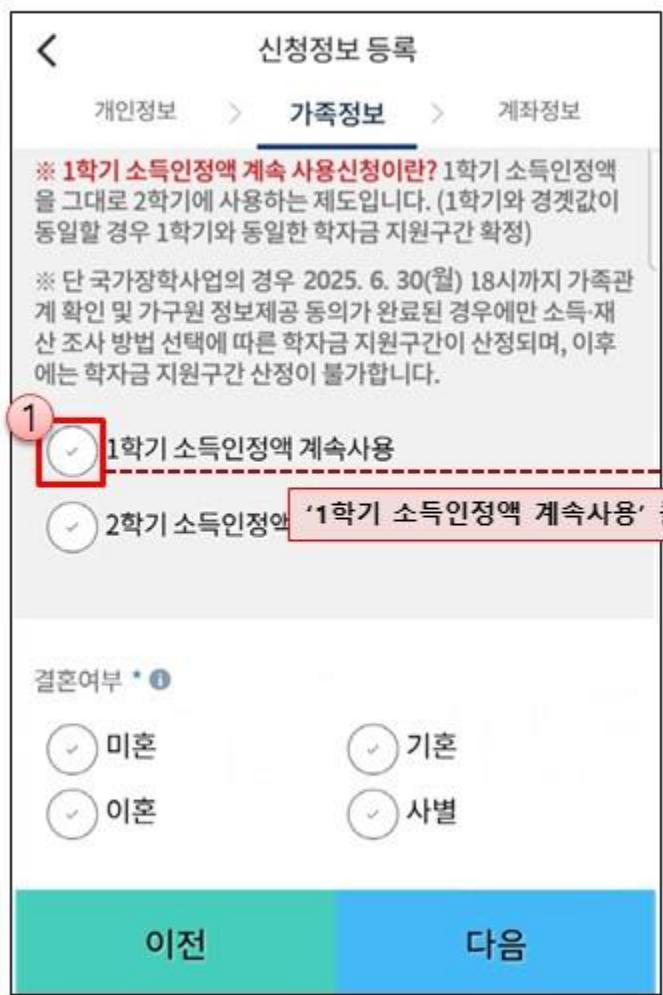 신청정보 등록
개인정보 > 가족정보 > 계좌정보
※ 1학기 소득인정액 계속 사용신청이란? 1학기 소득인정액
을 그대로 2학기에 사용하는 제도입니다. (1학기와 경곗값이
동일할 경우 1학기와 동일한 학자금 지원구간 확정)
※ 단 국가장학사업의 경우 2025. 6. 30(월) 18시까지 가족관
계 확인 및 가구원 정보제공 동의가 완료된 경우에만 소득·재
산 조사 방법 선택에 따른 학자금 지원구간이 산정되며, 이후
에는 학자금 지원구간 산정이 불가합니다.
1
1학기 소득인정액 계속사용
2학기 소득인정액
‘1학기 소득인정액 계속사용’
결혼여부 *
미혼 기혼
이혼 사별
이전 다음